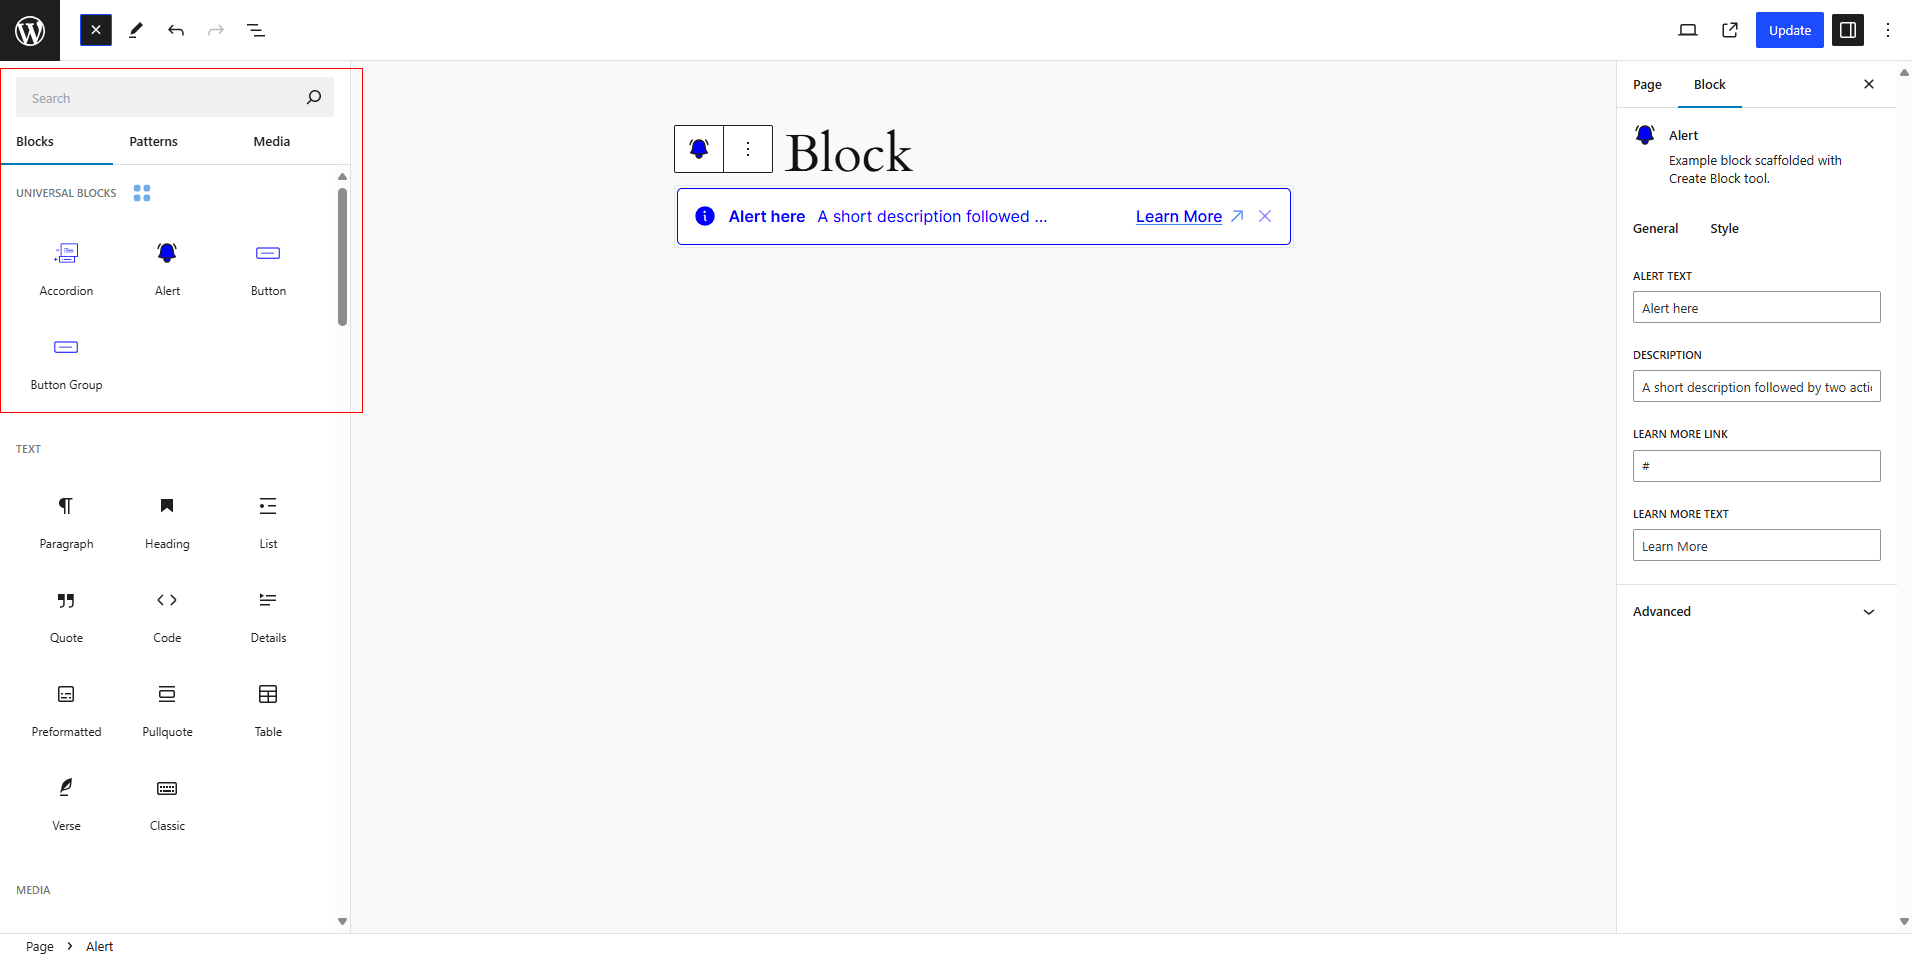 Update
Search
Blocks Patterns Media
UNIVERSAL BLOCKS
Accordion Alert Button
Button Group
TEXT
Paragraph Heading List
Quote Code Details
Preformatted Pullquote Table
Verse Classic
MEDIA
Block
Alert here A short description followed ... Learn More
Page Block
Alert
Example block scaffolded with
Create Block tool.
General Style
ALERT TEXT
Alert here
DESCRIPTION
A short description followed by two acti
LEARN MORE LINK
#
LEARN MORE TEXT
Learn More
Advanced
Page > Alert